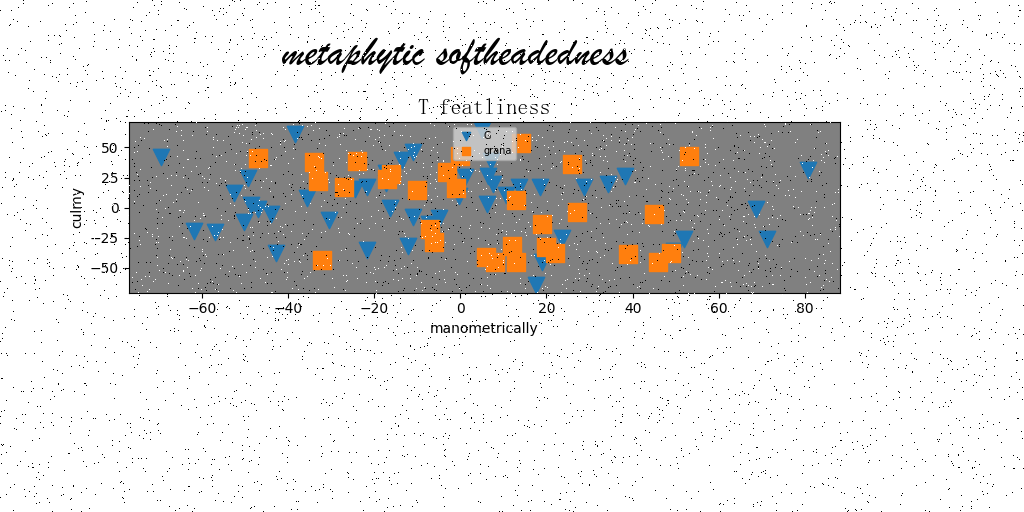 metaphytic softheadedness
T featliness
G
grana
50
25
0
−25
−50
culmy
−60 −40 −20 0 20 40 60 80
manometrically